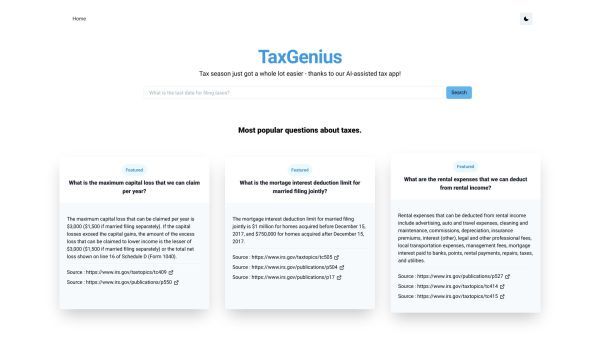 Home
TaxGenius
Tax season just got a whole lot easier - thanks to our AI-assisted tax app!
What is the last date for filing taxes?
Search
Most popular questions about taxes.
Featured
What is the maximum capital loss that we can claim
per year?
The maximum capital loss that can be claimed per year is
$3,000 ($1,500 if married filing separately). If the capital
losses exceed the capital gains, the amount of the excess
loss that can be claimed to lower income is the lesser of
$3,000 ($1,500 if married filing separately) or the total net
loss shown on line 16 of Schedule D (Form 1040).
Source : https://www.irs.gov/taxtopics/tc409
Source : https://www.irs.gov/publications/p550
Featured
What is the mortage interest deduction limit for
married filing jointly?
The mortgage interest deduction limit for married filing
jointly is $1 million for homes acquired before December 15,
2017, and $750,000 for homes acquired after December 15,
2017.
Source : https://www.irs.gov/taxtopics/tc505
Source : https://www.irs.gov/publications/p504
Source : https://www.irs.gov/publications/p17
Featured
What are the rental expenses that we can deduct
from rental income?
Rental expenses that can be deducted from rental income
include advertising, auto and travel expenses, cleaning and
maintenance, commissions, depreciation, insurance
premiums, interest (other), legal and other professional fees,
local transportation expenses, management fees, mortgage
interest paid to banks, points, rental payments, repairs, taxes,
and utilities.
Source : https://www.irs.gov/publications/p527
Source : https://www.irs.gov/taxtopics/tc414
Source : https://www.irs.gov/taxtopics/tc415